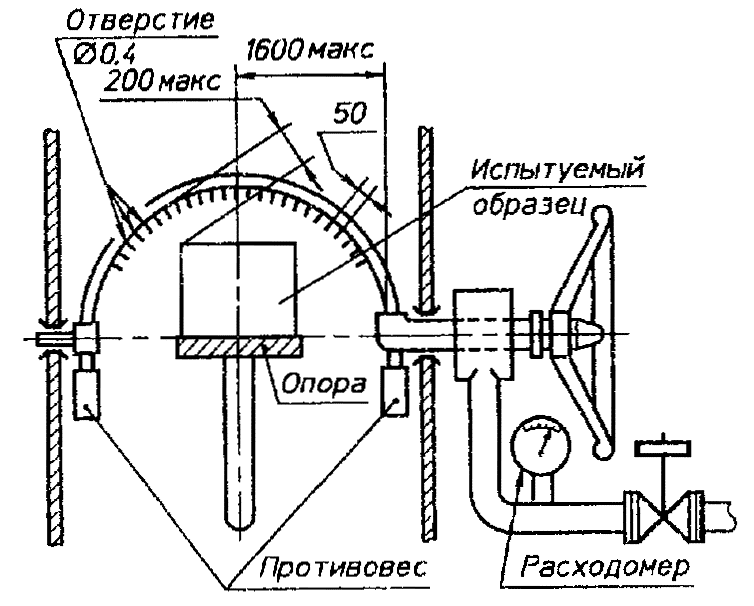 Отверстие
Ø0,4
1600 макс
200 макс
50
Испытуемый
образец
Опора
Противовес
Расходомер